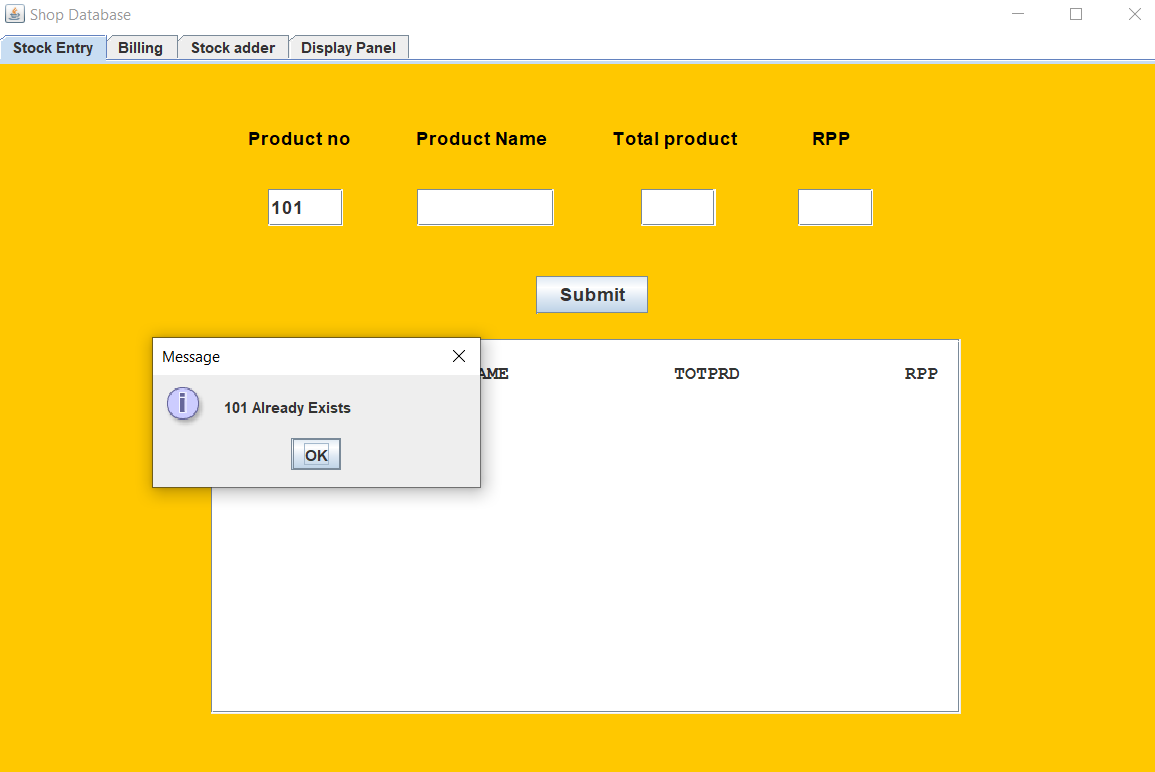 Shop Database
Stock Entry Billing Stock adder Display Panel
Product no Product Name Total product RPP
101
Submit
Message
AME TOTPRD RPP
101 Already Exists
OK